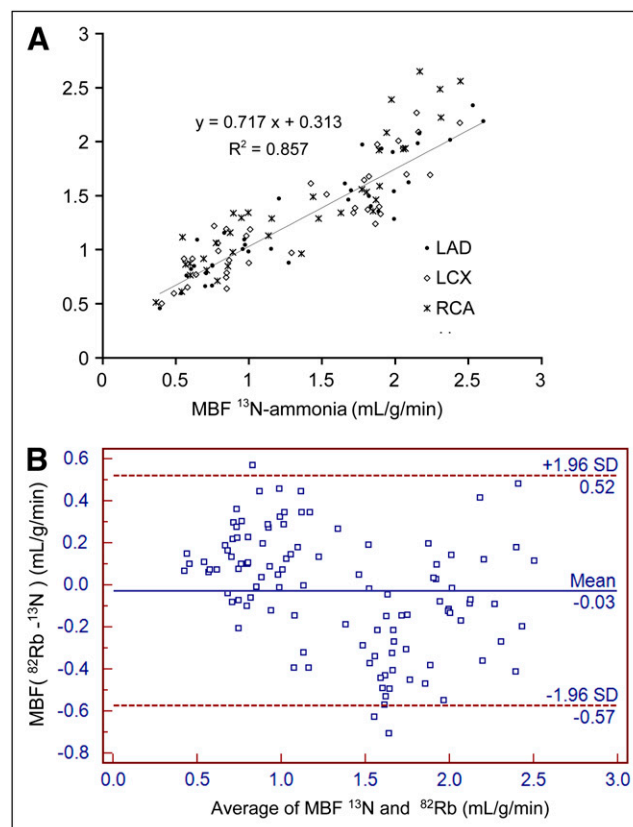 A
3
2.5
2
1.5
1
0.5
0
y = 0.717 x + 0.313
R² = 0.857
LAD
LCX
RCA
0 0.5 1 1.5 2 2.5 3
MBF ¹³N-ammonia (mL/g/min)
B
MBF(⁸²Rb -¹³N ) (mL/g/min)
0.6
0.4
0.2
0.0
-0.2
-0.4
-0.6
-0.8
+1.96 SD
0.52
Mean
-0.03
-1.96 SD
-0.57
0.0 0.5 1.0 1.5 2.0 2.5 3.0
Average of MBF ¹³N and ⁸²Rb (mL/g/min)